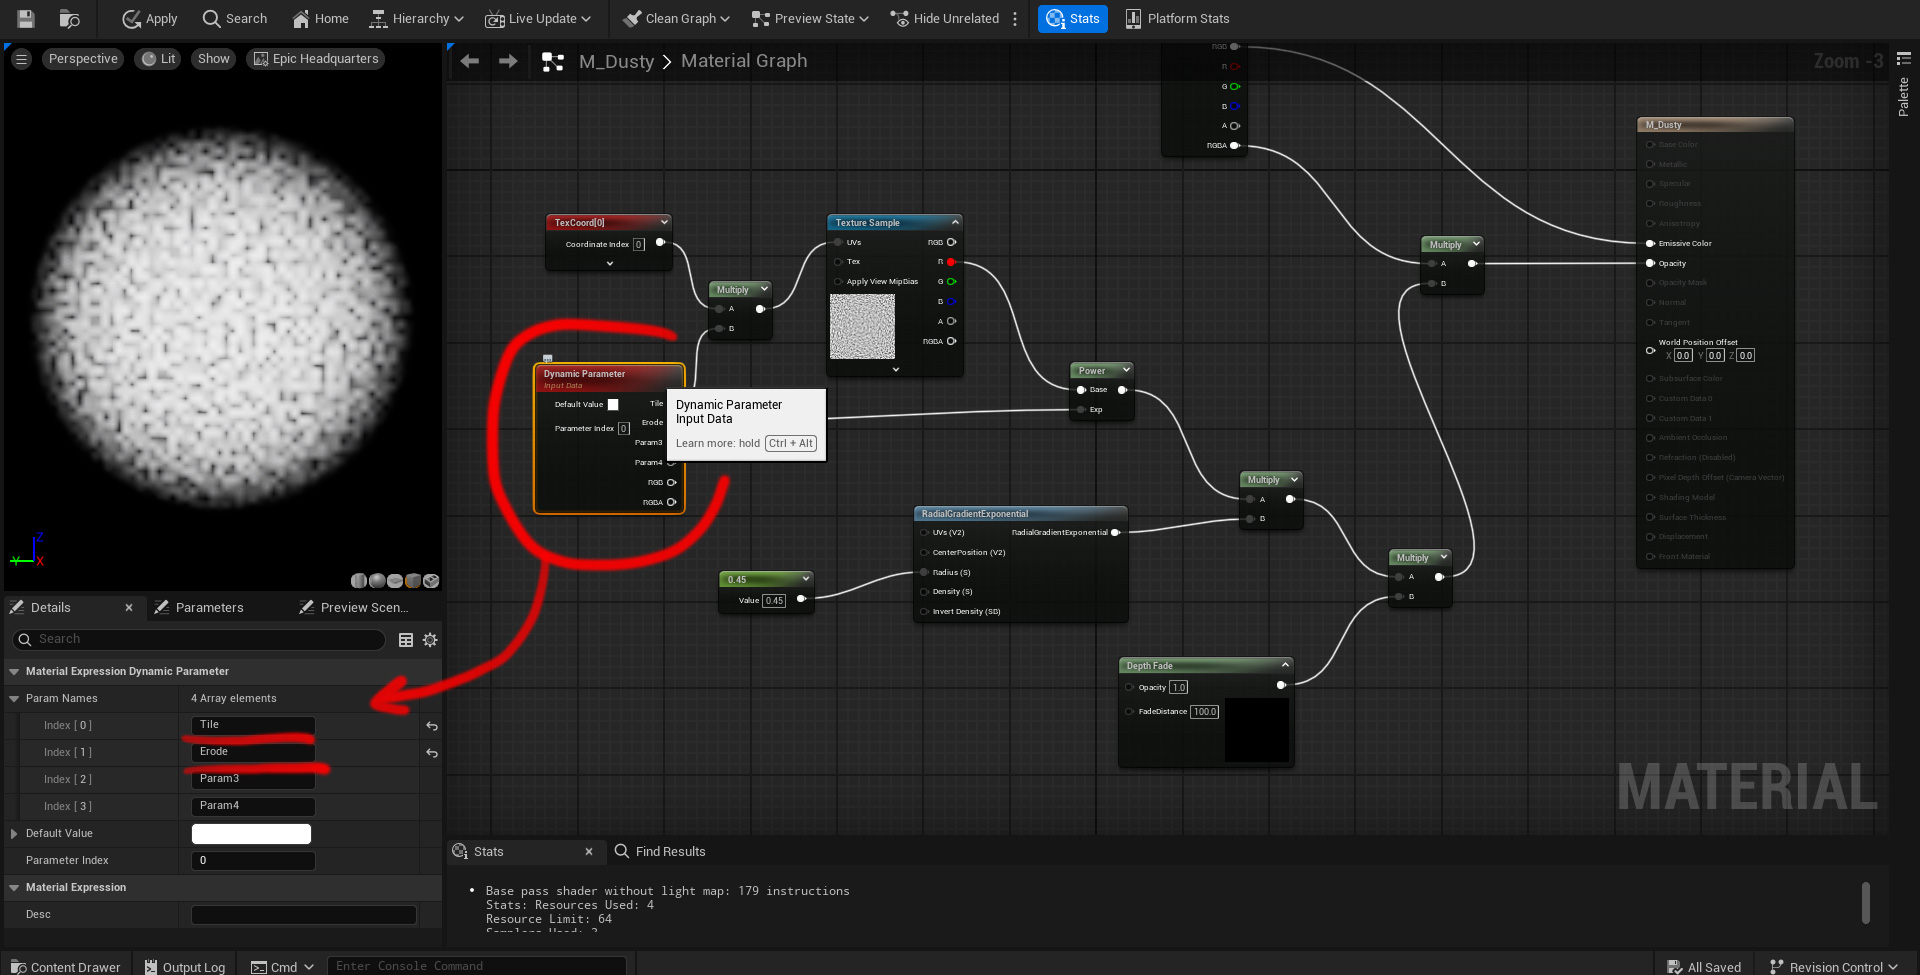 Apply
Search
Home
Hierarchy
Live Update
Clean Graph
Preview State
Hide Unrelated
Stats
Platform Stats
Perspective
Lit
Show
Epic Headquarters
M_Dusty > Material Graph
Zoom -3
Palette
RGB
R
G
B
A
RGBA
M_Dusty
Base Color
Metallic
Specular
Roughness
Anisotropy
Emissive Color
Opacity
Opacity Mask
Normal
Tangent
World Position Offset
X 0.0 Y 0.0 Z 0.0
Subsurface Color
Custom Data 0
Custom Data 1
Ambient Occlusion
Refraction (Disabled)
Pixel Depth Offset (Camera Vector)
Shading Model
Surface Thickness
Displacement
Front Material
TexCoord[0]
Coordinate Index 0
Multiply
A
B
Texture Sample
UVs
Tex
Apply View MipBias
RGB
R
G
B
A
RGBA
Multiply
A
B
Dynamic Parameter
Input Data
Default Value
Parameter Index 0
Tile
Erode
Param3
Param4
RGB
RGBA
Dynamic Parameter
Input Data
Learn more: hold Ctrl + Alt
Power
Base
Exp
Multiply
A
B
RadialGradientExponential
UVs (V2)
RadialGradientExponential
CenterPosition (V2)
Radius (S)
Density (S)
Invert Density (SB)
0.45
Value 0.45
Multiply
A
B
Depth Fade
Opacity 1.0
FadeDistance 100.0
MATERIAL
Z
Y
X
Details
Parameters
Preview Scen...
Search
Material Expression Dynamic Parameter
Param Names 4 Array elements
Index [ 0 ] Tile
Index [ 1 ] Erode
Index [ 2 ] Param3
Index [ 3 ] Param4
Default Value
Parameter Index 0
Material Expression
Desc
Stats
Find Results
• Base pass shader without light map: 179 instructions
Stats: Resources Used: 4
Resource Limit: 64
Content Drawer
Output Log
Cmd
Enter Console Command
All Saved
Revision Control